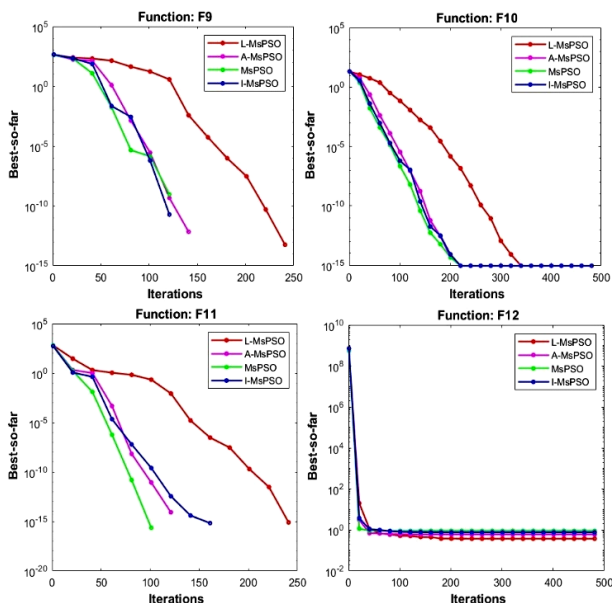 Function: F9
L-MsPSO
A-MsPSO
MsPSO
I-MsPSO
10^5
10^0
10^-5
10^-10
10^-15
Best-so-far
0 50 100 150 200 250
Iterations
Function: F10
L-MsPSO
A-MsPSO
MsPSO
I-MsPSO
10^5
10^0
10^-5
10^-10
10^-15
Best-so-far
0 100 200 300 400 500
Iterations
Function: F11
L-MsPSO
A-MsPSO
MsPSO
I-MsPSO
10^5
10^0
10^-5
10^-10
10^-15
10^-20
Best-so-far
0 50 100 150 200 250
Iterations
Function: F12
L-MsPSO
A-MsPSO
MsPSO
I-MsPSO
10^10
10^8
10^6
10^4
10^2
10^0
10^-2
Best-so-far
0 100 200 300 400 500
Iterations